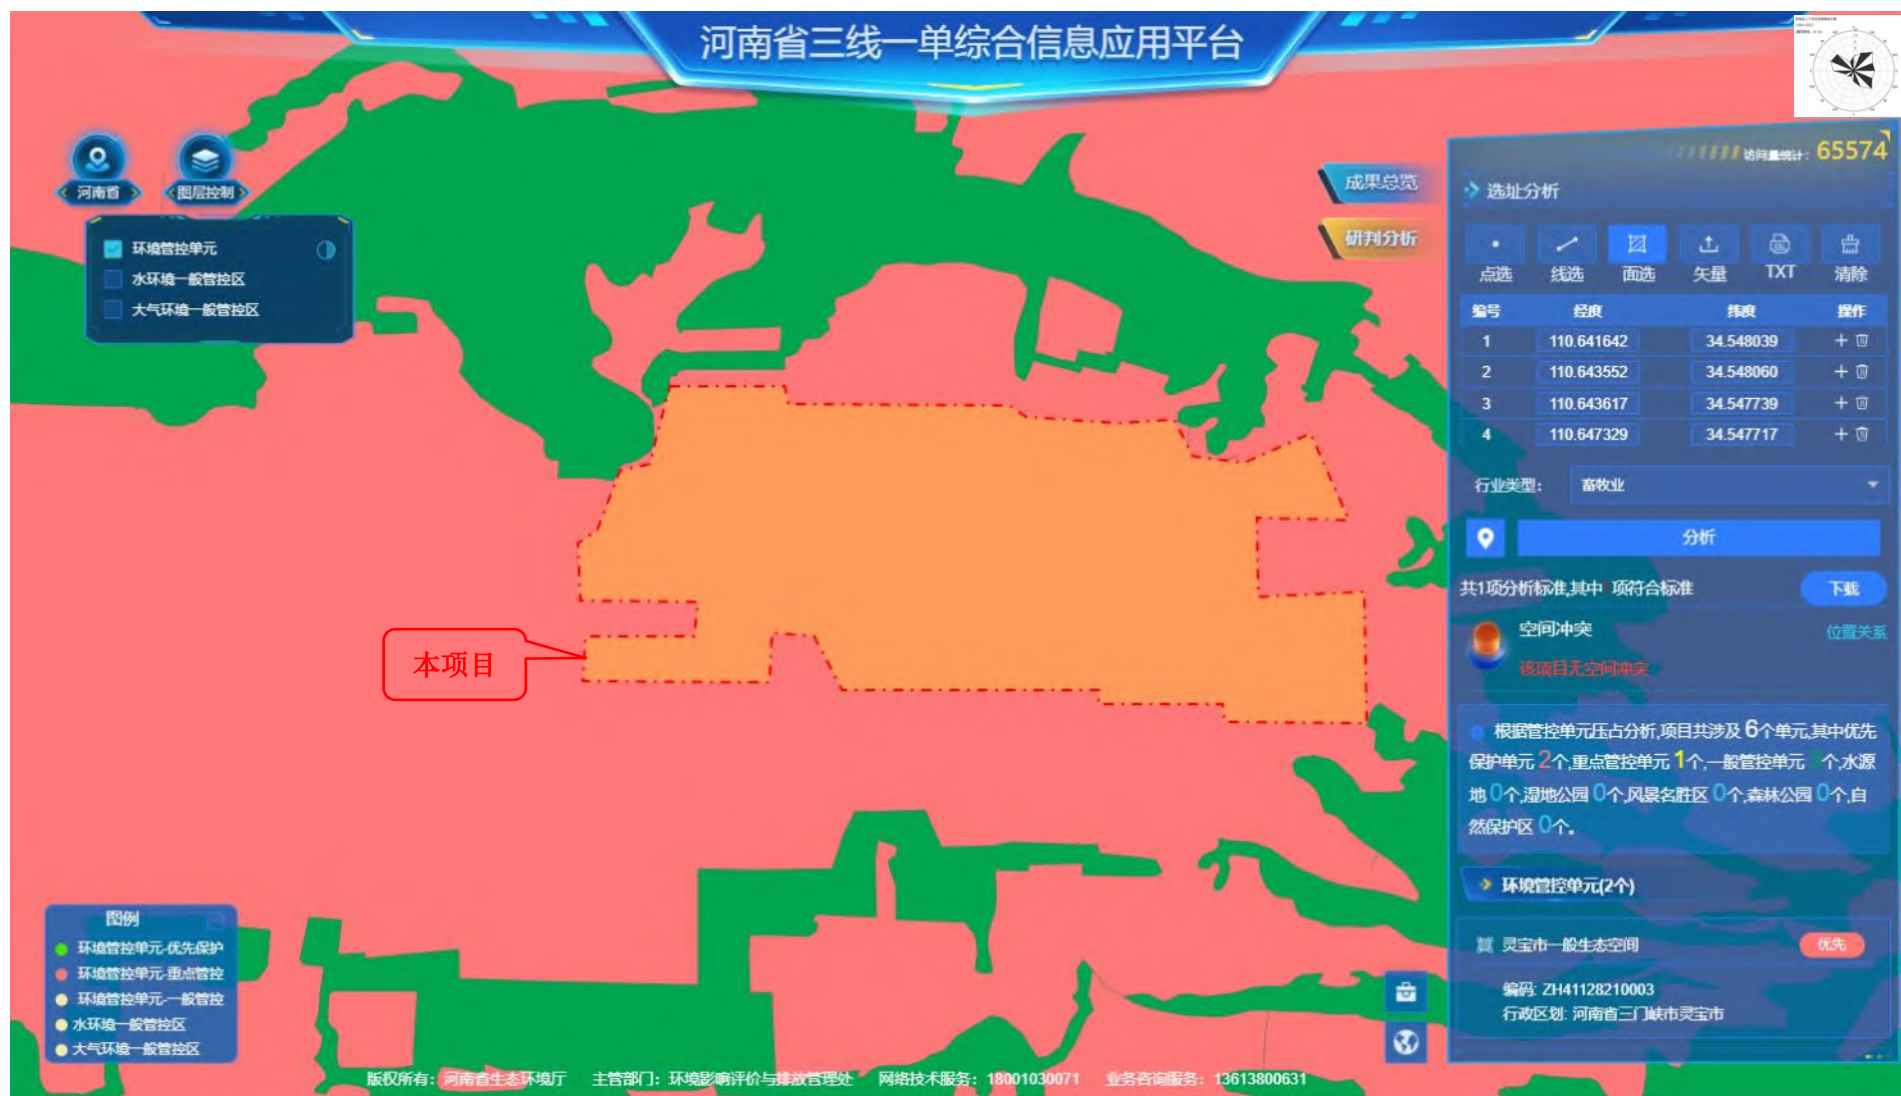 河南省三线一单综合信息应用平台
河南省
图层控制
环境管控单元
水环境一般管控区
大气环境一般管控区
成果总览
研判分析
访问量统计: 65574
选址分析
点选 线选 面选 矢量 TXT 清除
编号 经度 纬度 操作
1 110.641642 34.548039
2 110.643552 34.548060
3 110.643617 34.547739
4 110.647329 34.547717
行业类型: 畜牧业
分析
共1项分析标准,其中 项符合标准 下载
空间冲突 位置关系
该项目无空间冲突
根据管控单元压占分析,项目共涉及 6个单元,其中优先
保护单元 2个,重点管控单元 1个,一般管控单元 个,水源
地 0个,湿地公园 0个,风景名胜区 0个,森林公园 0个,自
然保护区 0个。
环境管控单元(2个)
灵宝市一般生态空间 优先
编码: ZH41128210003
行政区划: 河南省三门峡市灵宝市
本项目
图例
环境管控单元-优先保护
环境管控单元-重点管控
环境管控单元-一般管控
水环境一般管控区
大气环境一般管控区
版权所有: 河南省生态环境厅 主管部门: 环境影响评价与排放管理处 网络技术服务: 18001030071 业务咨询服务: 13613800631